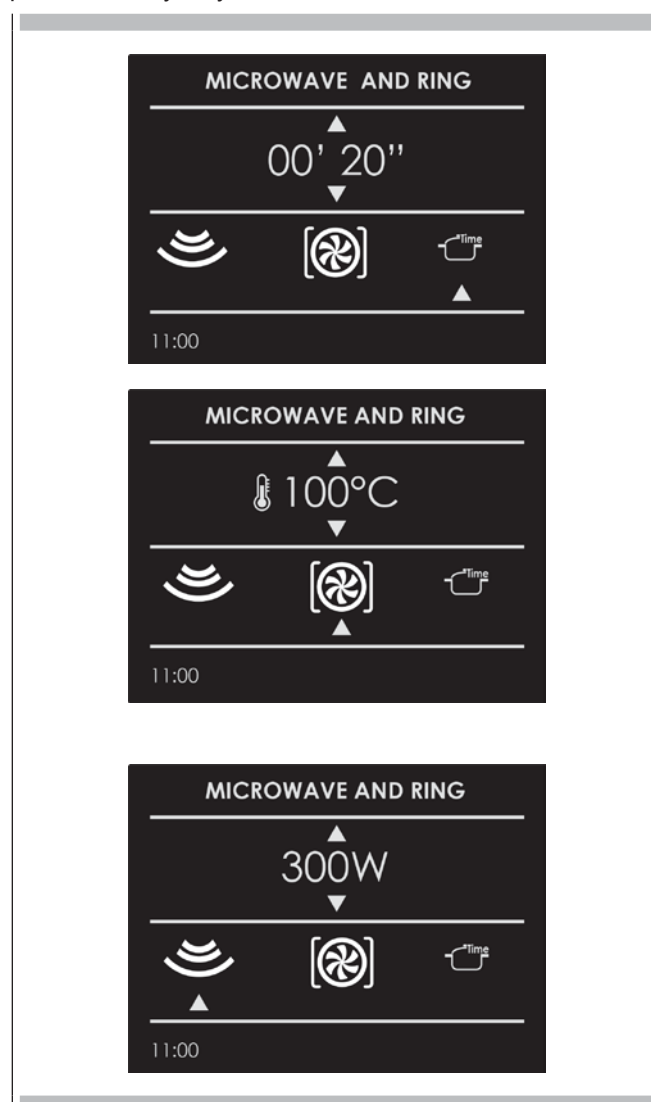 MICROWAVE AND RING
00’ 20’’
Time
11:00
MICROWAVE AND RING
100°C
Time
11:00
MICROWAVE AND RING
300W
Time
11:00